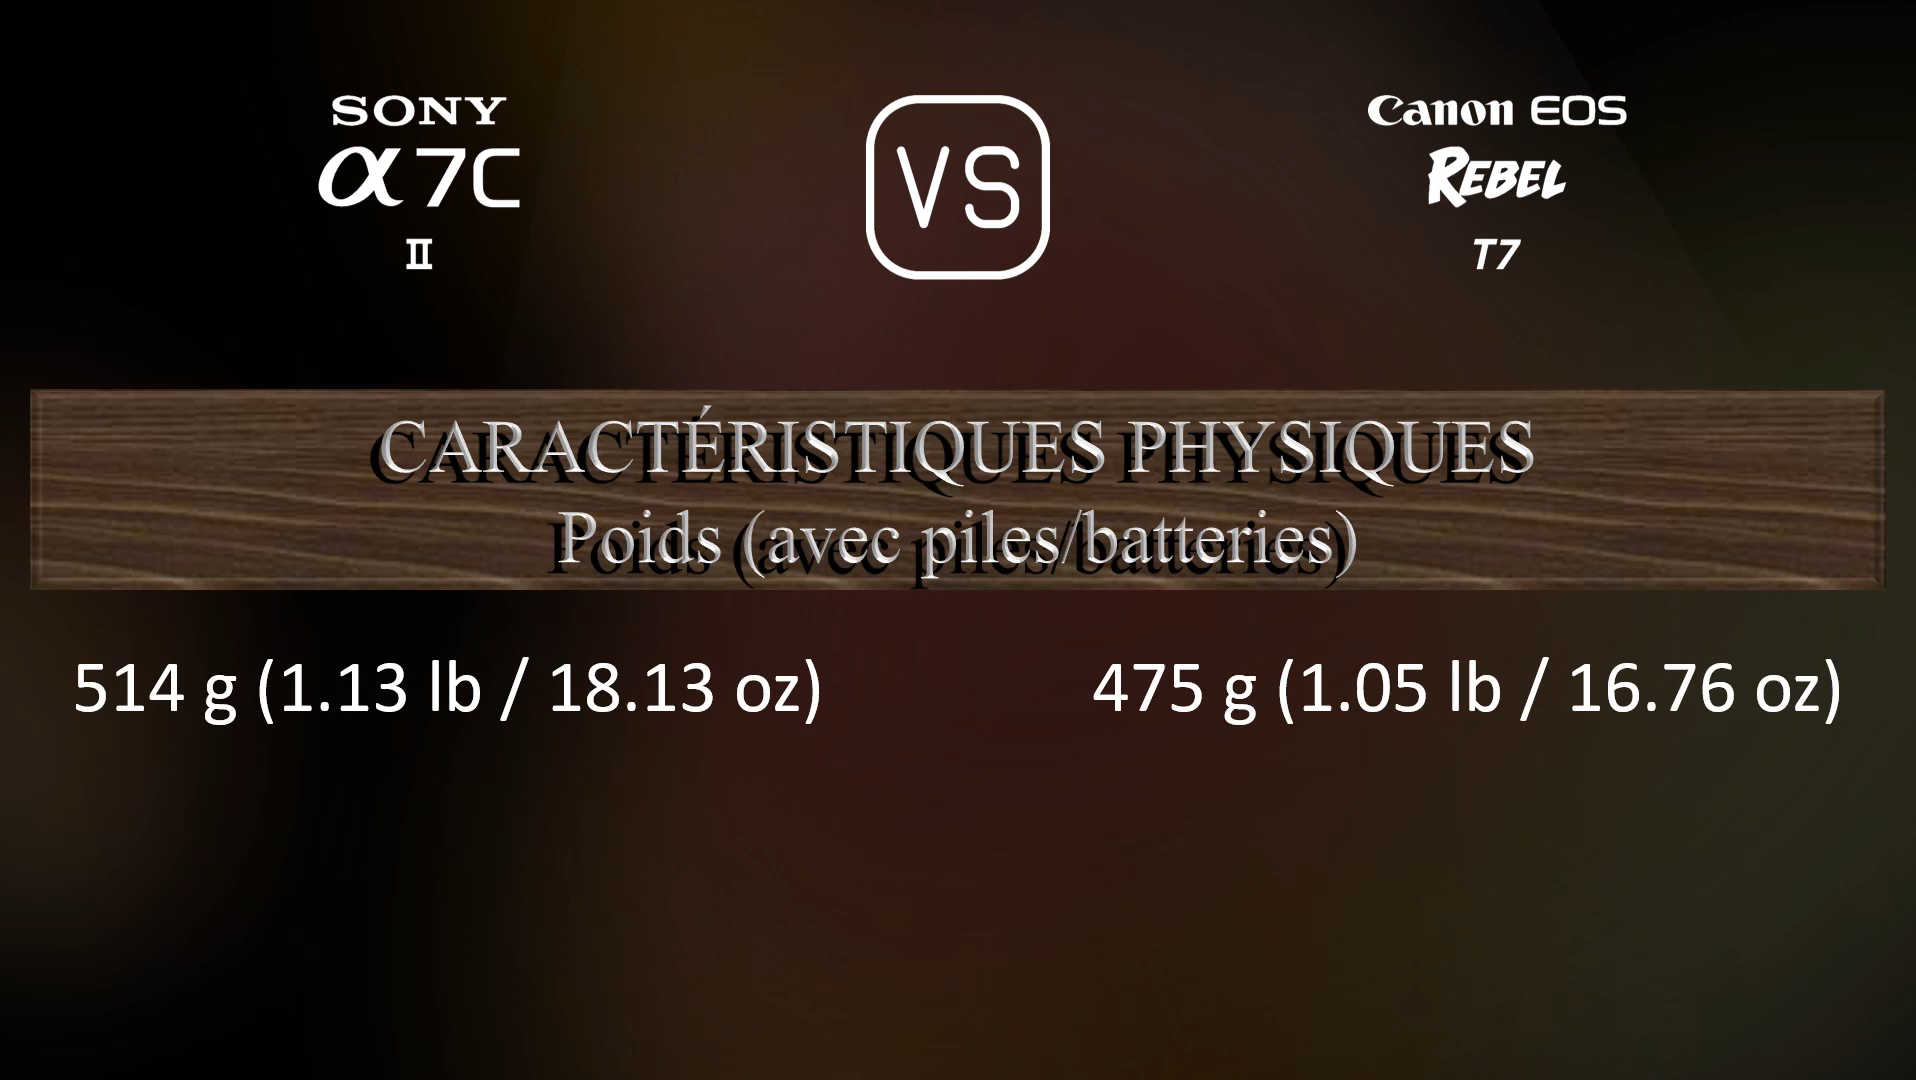 SONY
α7C
II
VS
Canon EOS
REBEL
T7
CARACTÉRISTIQUES PHYSIQUES
Poids (avec piles/batteries)
514 g (1.13 lb / 18.13 oz)
475 g (1.05 lb / 16.76 oz)